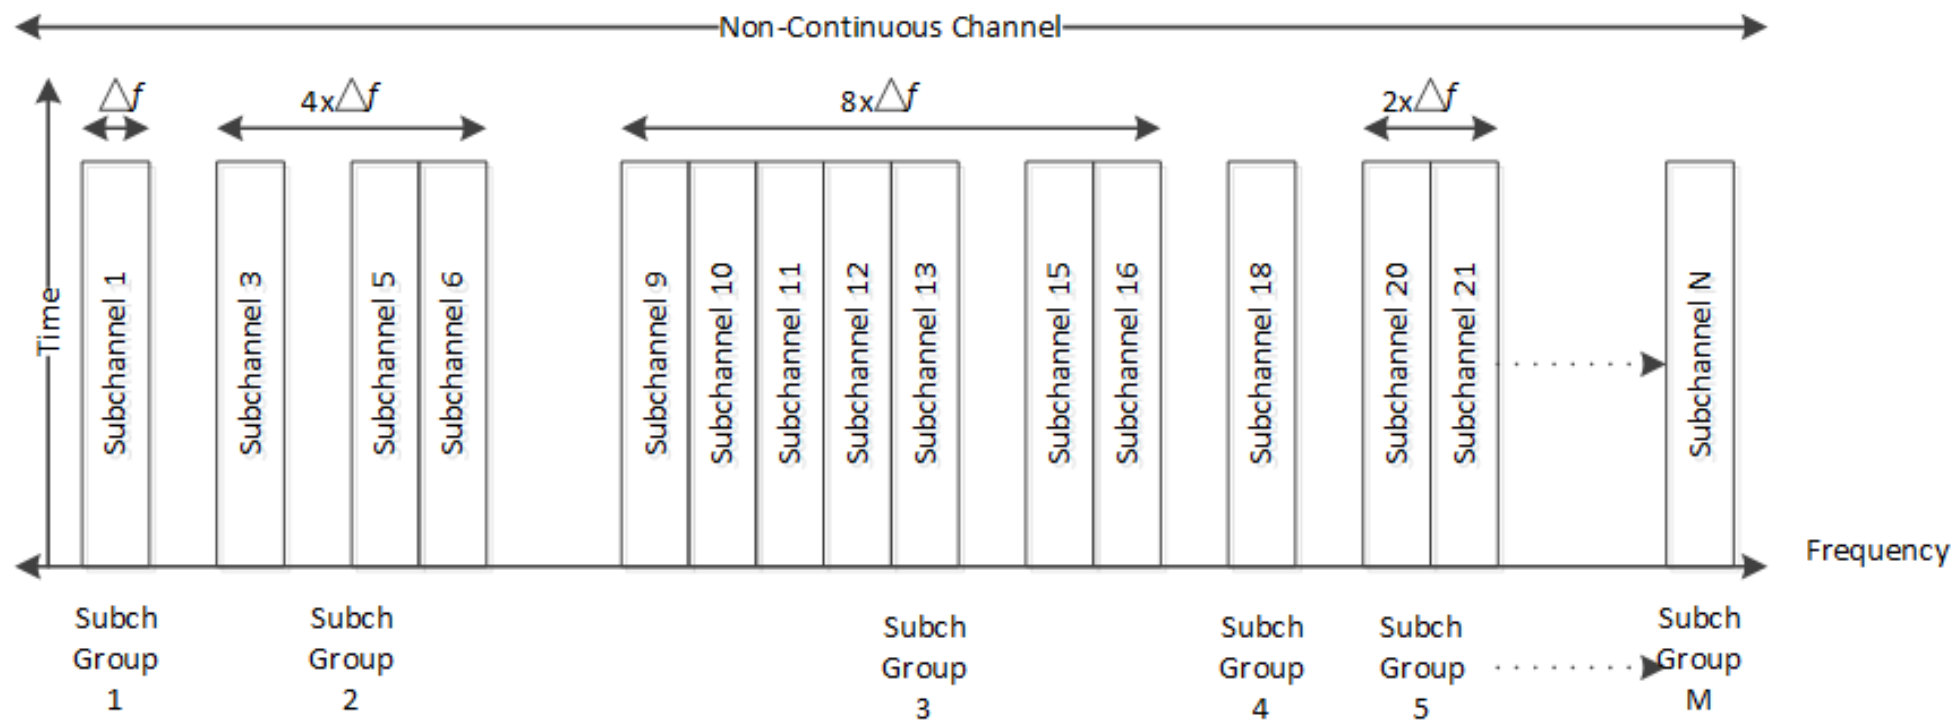 Non-Continuous Channel
△f
4x△f
8x△f
2x△f
Time
Subchannel 1
Subchannel 3
Subchannel 5
Subchannel 6
Subchannel 9
Subchannel 10
Subchannel 11
Subchannel 12
Subchannel 13
Subchannel 15
Subchannel 16
Subchannel 18
Subchannel 20
Subchannel 21
Subchannel N
Frequency
Subch
Group
1
Subch
Group
2
Subch
Group
3
Subch
Group
4
Subch
Group
5
Subch
Group
M